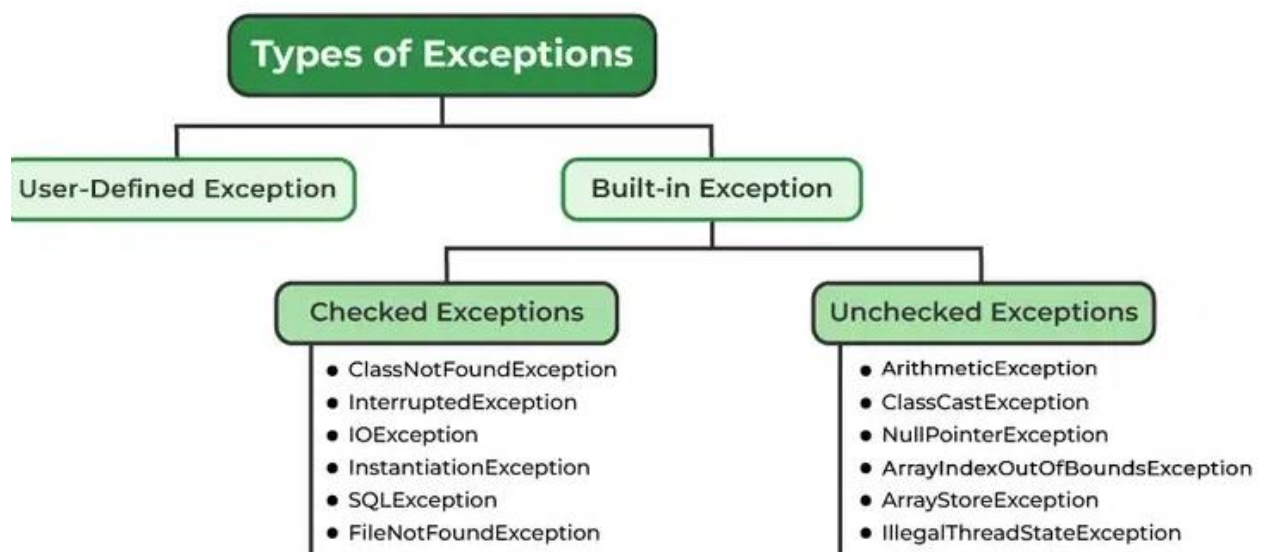 Types of Exceptions
User-Defined Exception
Built-in Exception
Checked Exceptions
• ClassNotFoundException
• InterruptedException
• IOException
• InstantiationException
• SQLException
• FileNotFoundException
Unchecked Exceptions
• ArithmeticException
• ClassCastException
• NullPointerException
• ArrayIndexOutOfBoundsException
• ArrayStoreException
• IllegalThreadStateException